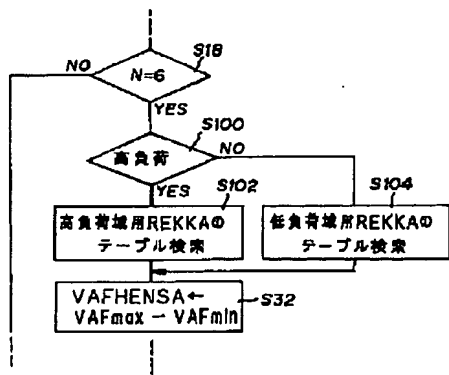 S18
NO
N=6
YES
S100
高負荷
NO
YES
S102
S104
高負荷域用REKKAの
テーブル検索
低負荷域用REKKAの
テーブル検索
S32
VAFHENSA←
VAFmax－VAFmin